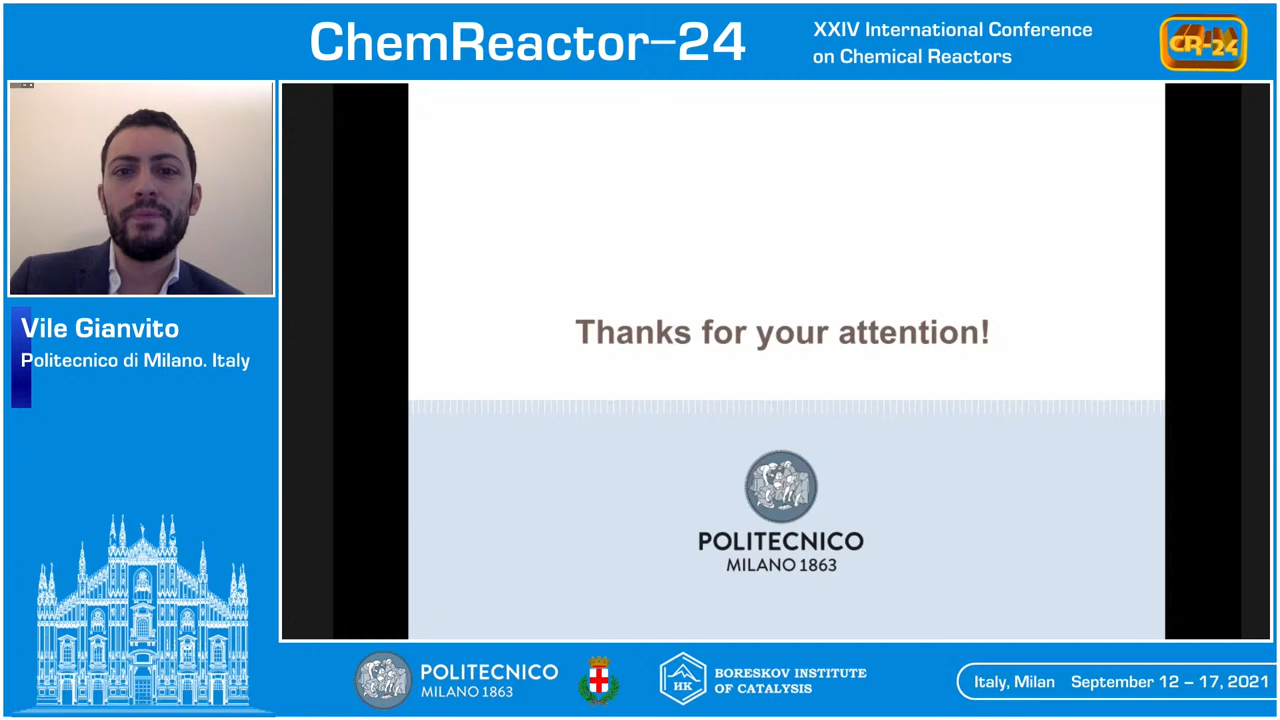 ChemReactor–24
XXIV International Conference
on Chemical Reactors
CR-24
Vile Gianvito
Politecnico di Milano. Italy
Thanks for your attention!
POLITECNICO
MILANO 1863
POLITECNICO
MILANO 1863
HK
BORESKOV INSTITUTE
OF CATALYSIS
Italy, Milan September 12 – 17, 2021